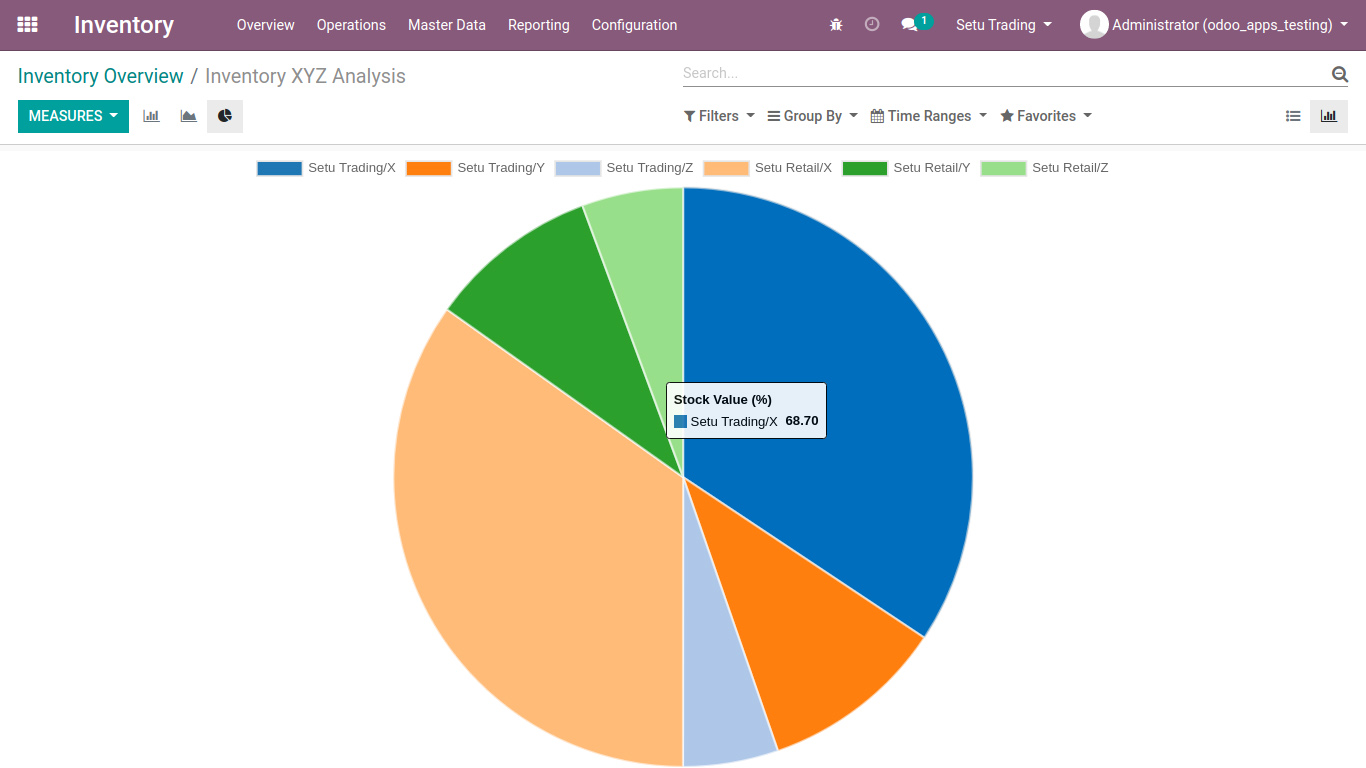 Inventory Overview Operations Master Data Reporting Configuration 1 Setu Trading Administrator (odoo_apps_testing)
Inventory Overview / Inventory XYZ Analysis Search...
MEASURES Filters Group By Time Ranges Favorites
Setu Trading/X Setu Trading/Y Setu Trading/Z Setu Retail/X Setu Retail/Y Setu Retail/Z
Stock Value (%)
Setu Trading/X 68.70